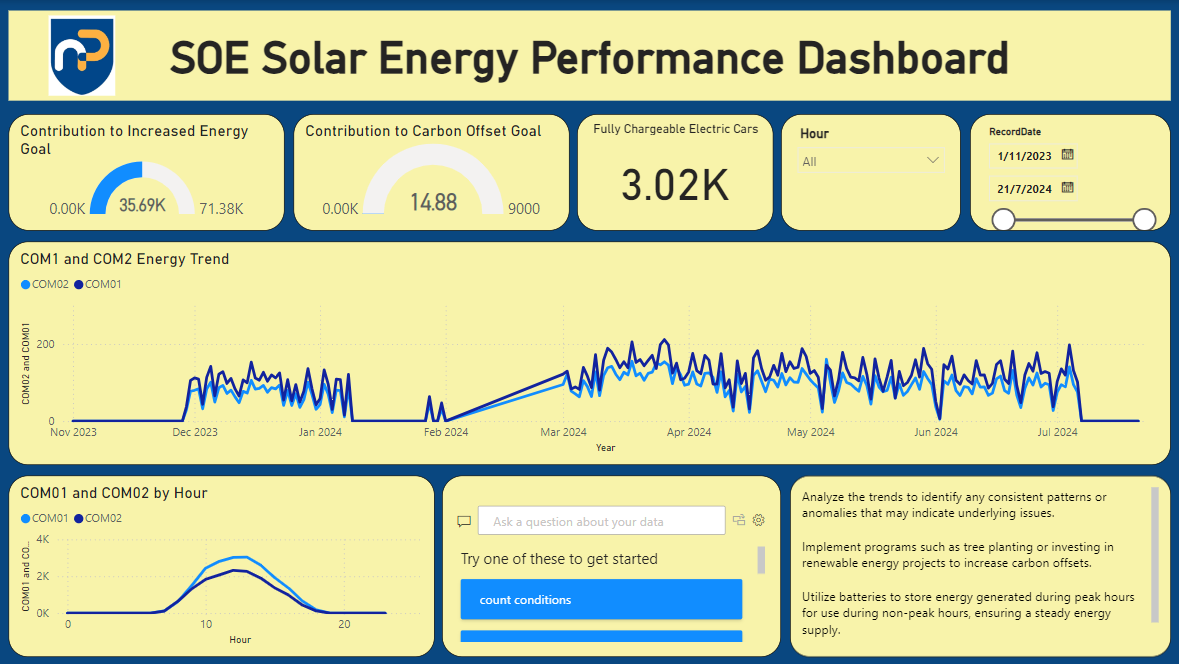 nP
SOE Solar Energy Performance Dashboard
Contribution to Increased Energy
Goal
0.00K
35.69K
71.38K
Contribution to Carbon Offset Goal
0.00K
14.88
9000
Fully Chargeable Electric Cars
3.02K
Hour
All
RecordDate
1/11/2023
21/7/2024
COM1 and COM2 Energy Trend
COM02 COM01
COM02 and COM01
200
0
Nov 2023 Dec 2023 Jan 2024 Feb 2024 Mar 2024 Apr 2024 May 2024 Jun 2024 Jul 2024
Year
COM01 and COM02 by Hour
COM01 COM02
COM01 and CO...
4K
2K
0K
0 10 20
Hour
Ask a question about your data
Try one of these to get started
count conditions
Analyze the trends to identify any consistent patterns or
anomalies that may indicate underlying issues.
Implement programs such as tree planting or investing in
renewable energy projects to increase carbon offsets.
Utilize batteries to store energy generated during peak hours
for use during non-peak hours, ensuring a steady energy
supply.